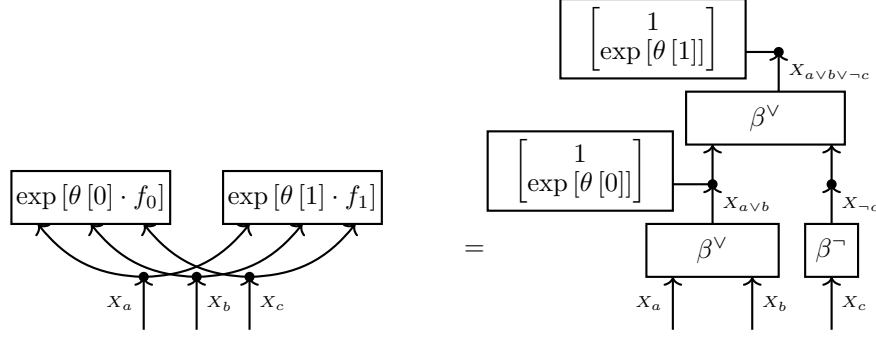 1
exp [θ [1]]
X_{a∨b∨¬c}
β^∨
1
exp [θ [0]]
exp [θ [0] · f_0]
exp [θ [1] · f_1]
X_{a∨b}
X_{¬c}
=
β^∨
β^¬
X_a
X_b
X_c
X_a
X_b
X_c